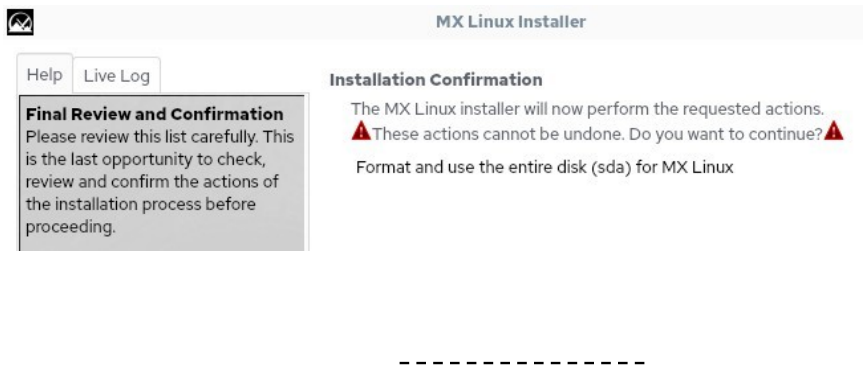 MX Linux Installer
Help
Live Log
Final Review and Confirmation
Please review this list carefully. This
is the last opportunity to check,
review and confirm the actions of
the installation process before
proceeding.
Installation Confirmation
The MX Linux installer will now perform the requested actions.
These actions cannot be undone. Do you want to continue?
Format and use the entire disk (sda) for MX Linux
---------------